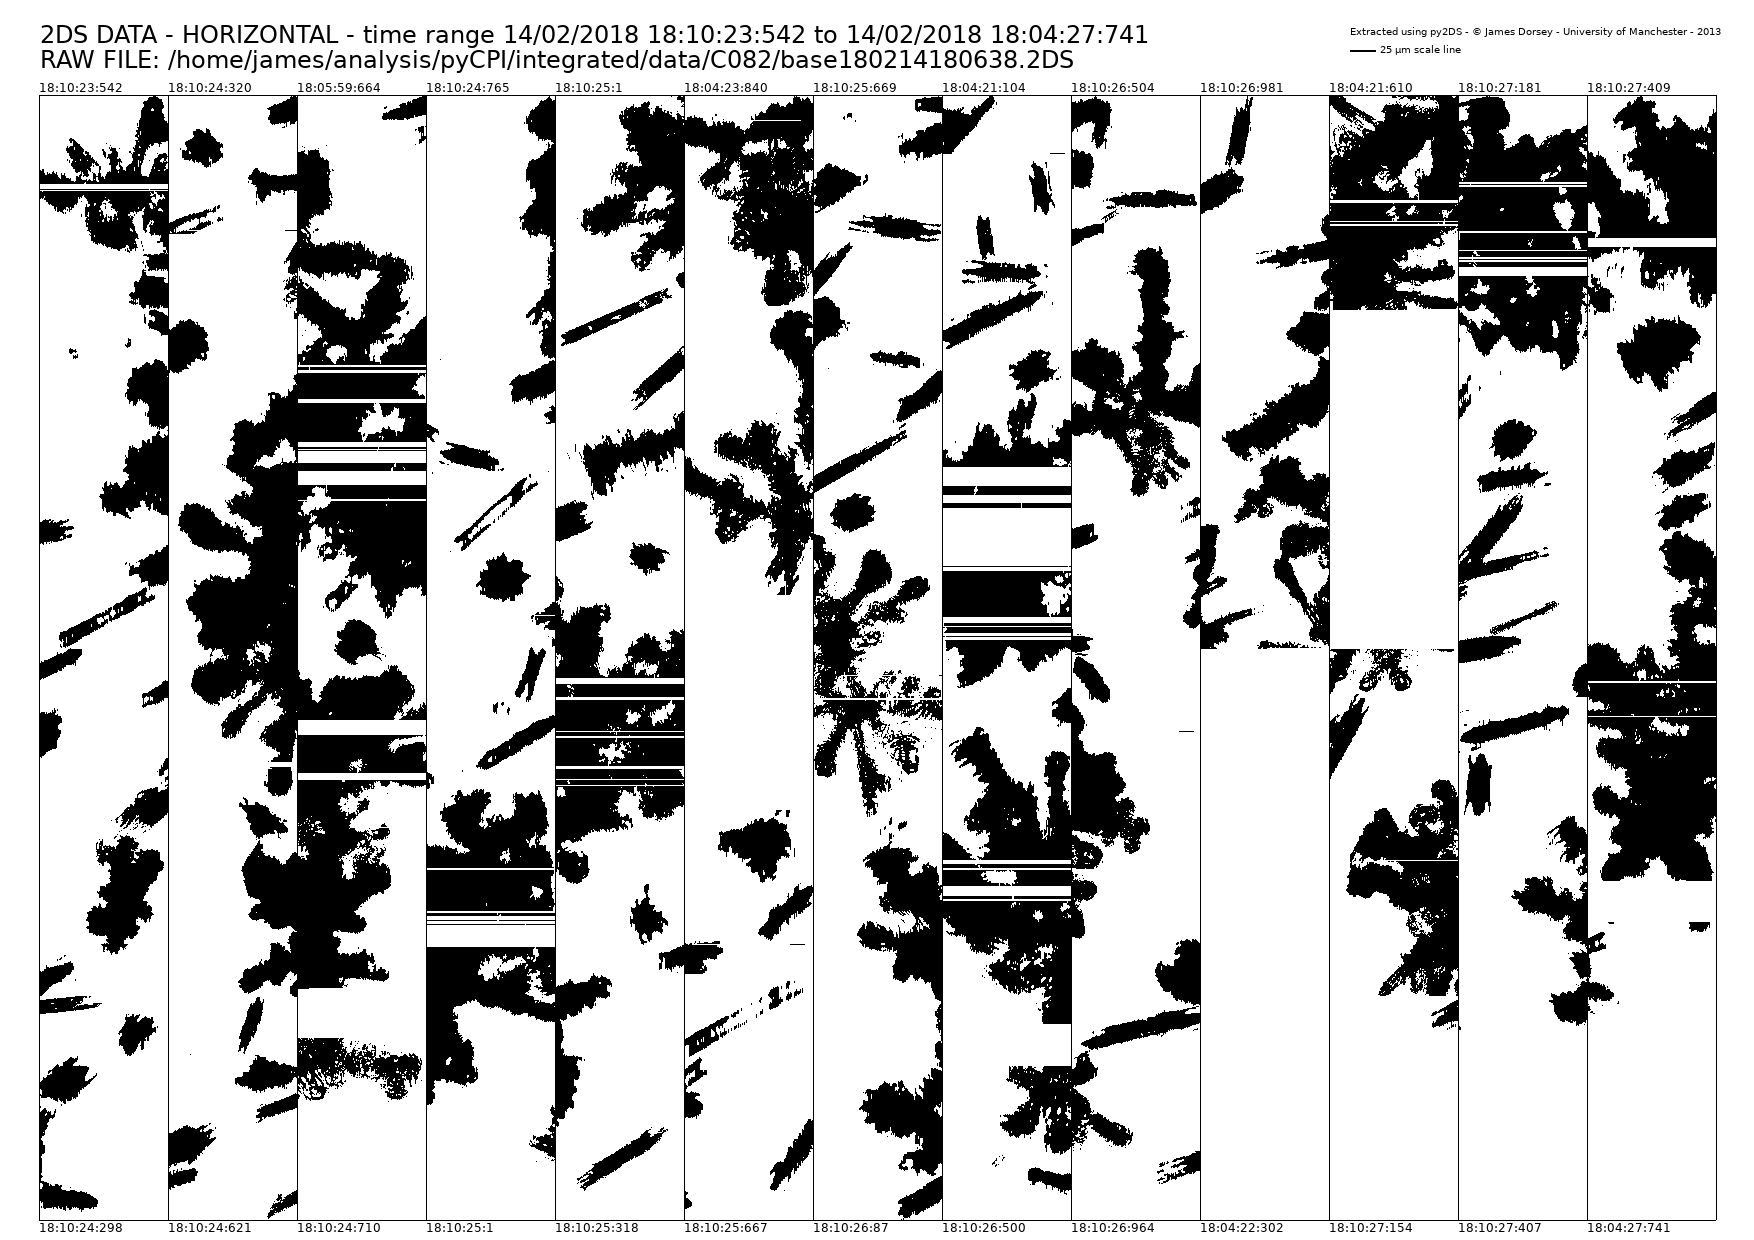 2DS DATA - HORIZONTAL - time range 14/02/2018 18:10:23:542 to 14/02/2018 18:04:27:741
RAW FILE: /home/james/analysis/pyCPI/integrated/data/C082/base180214180638.2DS
Extracted using py2DS - © James Dorsey - University of Manchester - 2013
25 µm scale line
18:10:23:542 18:10:24:320 18:05:59:664 18:10:24:765 18:10:25:1 18:04:23:840 18:10:25:669 18:04:21:104 18:10:26:504 18:10:26:981 18:04:21:610 18:10:27:181 18:10:27:409
18:10:24:298 18:10:24:621 18:10:24:710 18:10:25:1 18:10:25:318 18:10:25:667 18:10:26:87 18:10:26:500 18:10:26:964 18:04:22:302 18:10:27:154 18:10:27:407 18:04:27:741